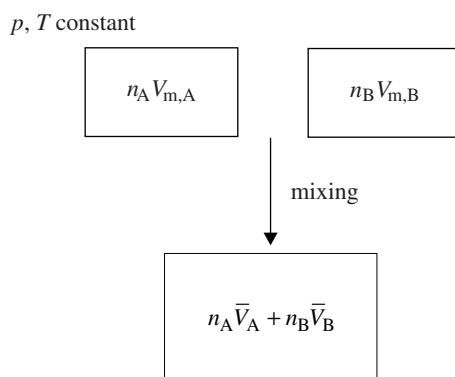 p, T constant
n_A V_m,A
n_B V_m,B
mixing
n_A V̅_A + n_B V̅_B